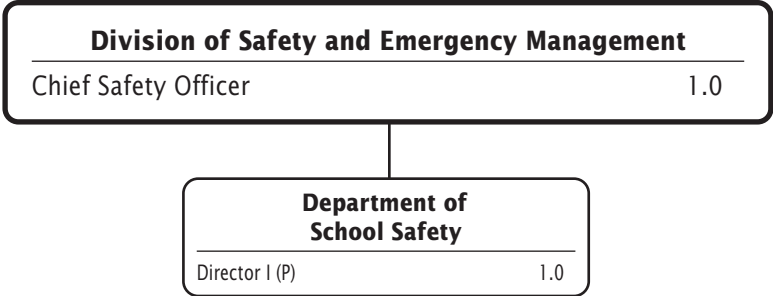 Division of Safety and Emergency Management
Chief Safety Officer 1.0
Department of
School Safety
Director I (P) 1.0